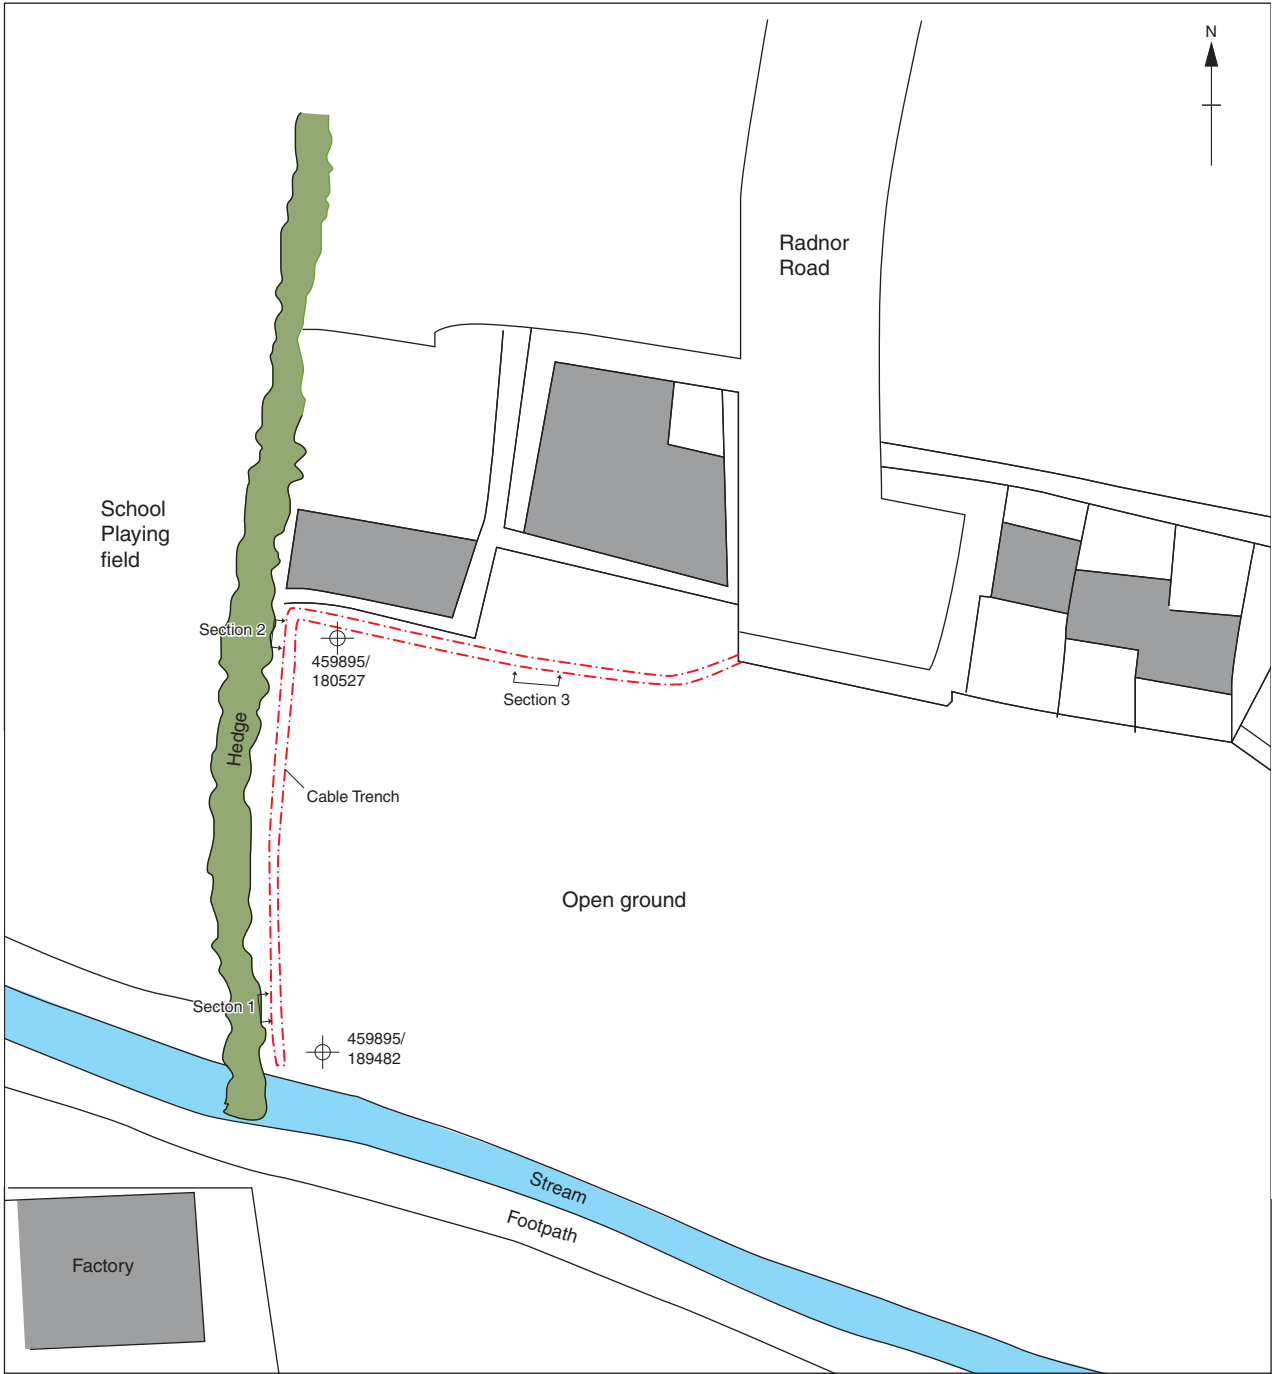 N
Radnor
Road
School
Playing
field
Section 2
459895/
180527
Section 3
Hedge
Cable Trench
Open ground
Secton 1
459895/
189482
Stream
Footpath
Factory